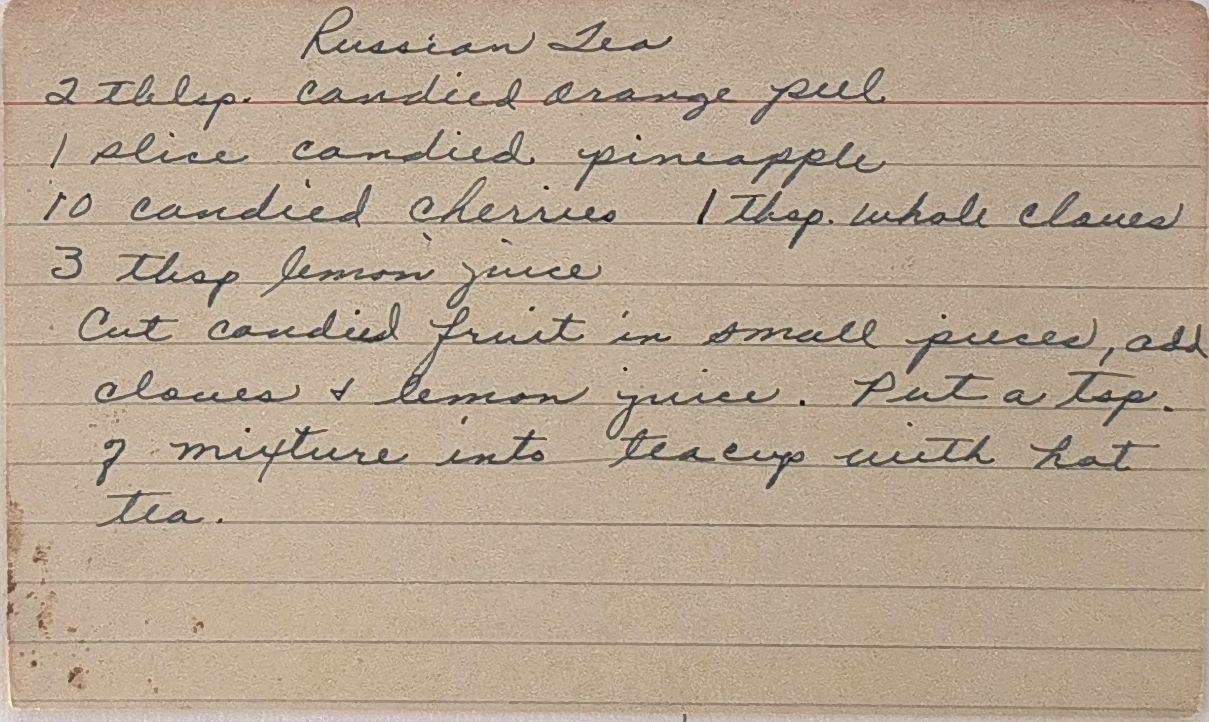 Russian Tea
2 tblsp. candied orange peel
1 slice candied pineapple
10 candied cherries 1 tbsp. whole cloves
3 tbsp lemon juice
Cut candied fruit in small pieces, add
cloves & lemon juice. Put a tsp.
of mixture into teacup with hot
tea.